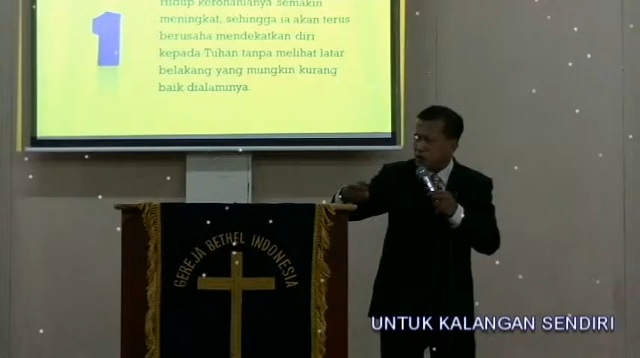 Hidup kerohanianya semakin
meningkat, sehingga ia akan terus
berusaha mendekatkan diri
kepada Tuhan tanpa melihat latar
belakang yang mungkin kurang
baik dialaminya.
1
GEREJA BETHEL INDONESIA
UNTUK KALANGAN SENDIRI